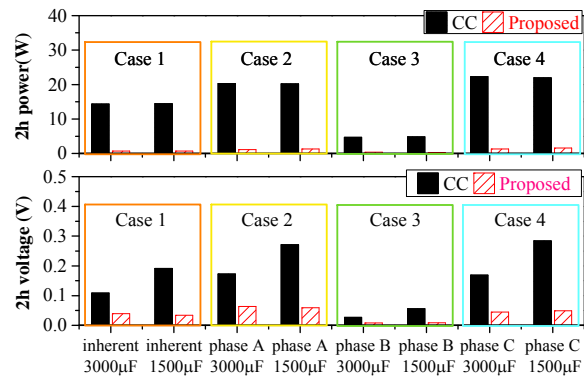 CC Proposed
2h power(W)
40
30
20
10
0
Case 1 Case 2 Case 3 Case 4
CC Proposed
2h voltage (V)
0.5
0.4
0.3
0.2
0.1
0.0
Case 1 Case 2 Case 3 Case 4
inherent inherent phase A phase A phase B phase B phase C phase C
3000μF 1500μF 3000μF 1500μF 3000μF 1500μF 3000μF 1500μF